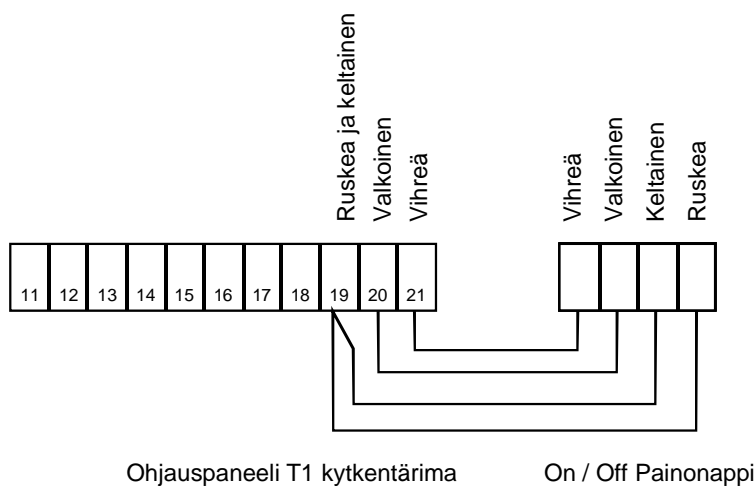 Ruskea ja keltainen
Valkoinen
Vihreä
Vihreä
Valkoinen
Keltainen
Ruskea
11 12 13 14 15 16 17 18 19 20 21
Ohjauspaneeli T1 kytkentärima
On / Off Painonappi